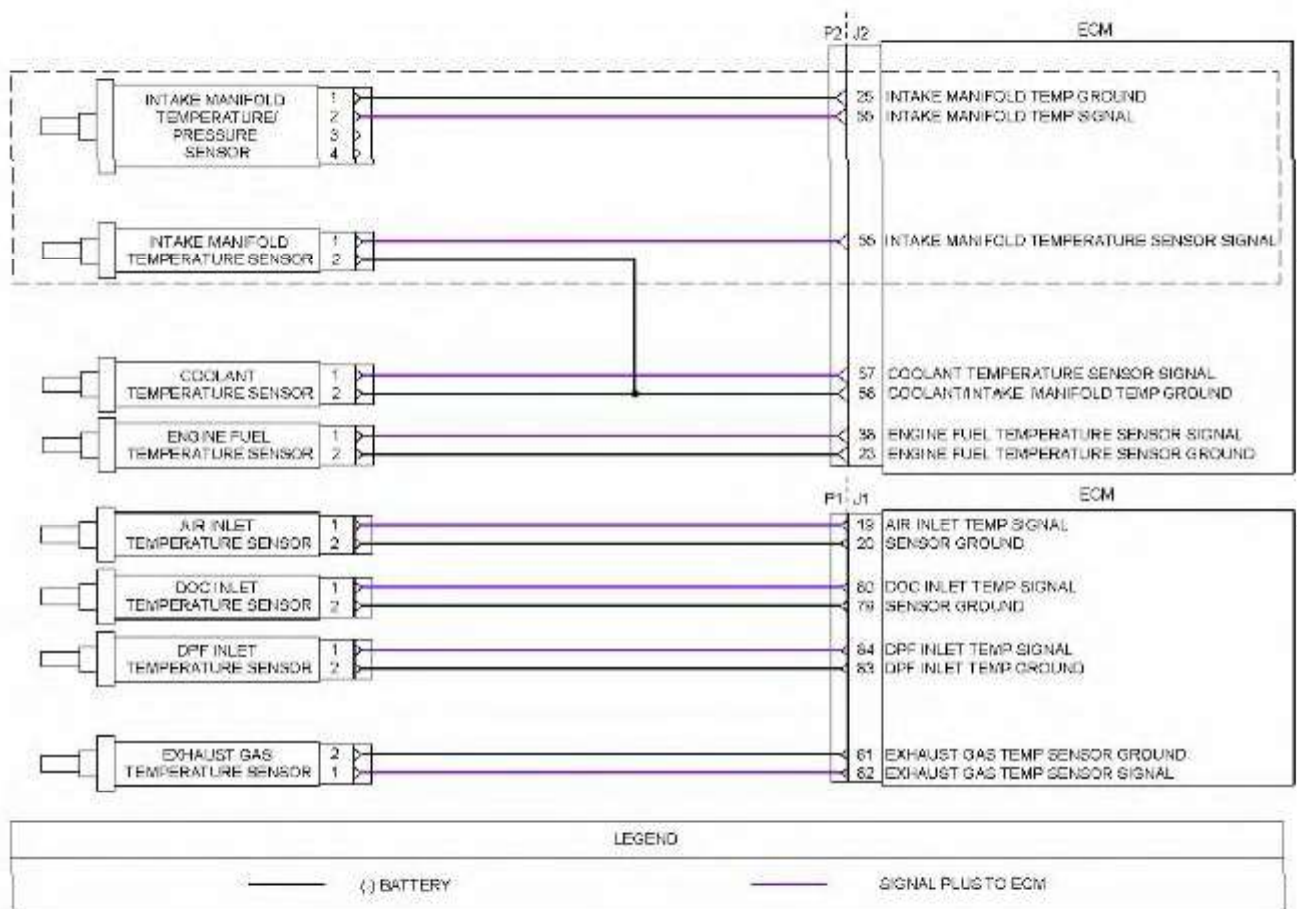 P2 J2 ECM
INTAKE MANIFOLD
TEMPERATURE/
PRESSURE
SENSOR
1
2
3
4
25 INTAKE MANIFOLD TEMP GROUND
55 INTAKE MANIFOLD TEMP SIGNAL
INTAKE MANIFOLD
TEMPERATURE SENSOR
1
2
55 INTAKE MANIFOLD TEMPERATURE SENSOR SIGNAL
COOLANT
TEMPERATURE SENSOR
1
2
57 COOLANT TEMPERATURE SENSOR SIGNAL
COOLANT/INTAKE MANIFOLD TEMP GROUND
ENGINE FUEL
TEMPERATURE SENSOR
1
2
38 ENGINE FUEL TEMPERATURE SENSOR SIGNAL
23 ENGINE FUEL TEMPERATURE SENSOR GROUND
P1 J1 ECM
AIR INLET
TEMPERATURE SENSOR
1
2
19 AIR INLET TEMP SIGNAL
20 SENSOR GROUND
DOC INLET
TEMPERATURE SENSOR
1
2
80 DOC INLET TEMP SIGNAL
79 SENSOR GROUND
DPF INLET
TEMPERATURE SENSOR
1
2
84 DPF INLET TEMP SIGNAL
83 DPF INLET TEMP GROUND
EXHAUST GAS
TEMPERATURE SENSOR
2
1
EXHAUST GAS TEMP SENSOR GROUND
EXHAUST GAS TEMP SENSOR SIGNAL
LEGEND
(-) BATTERY
SIGNAL PLUS TO ECM